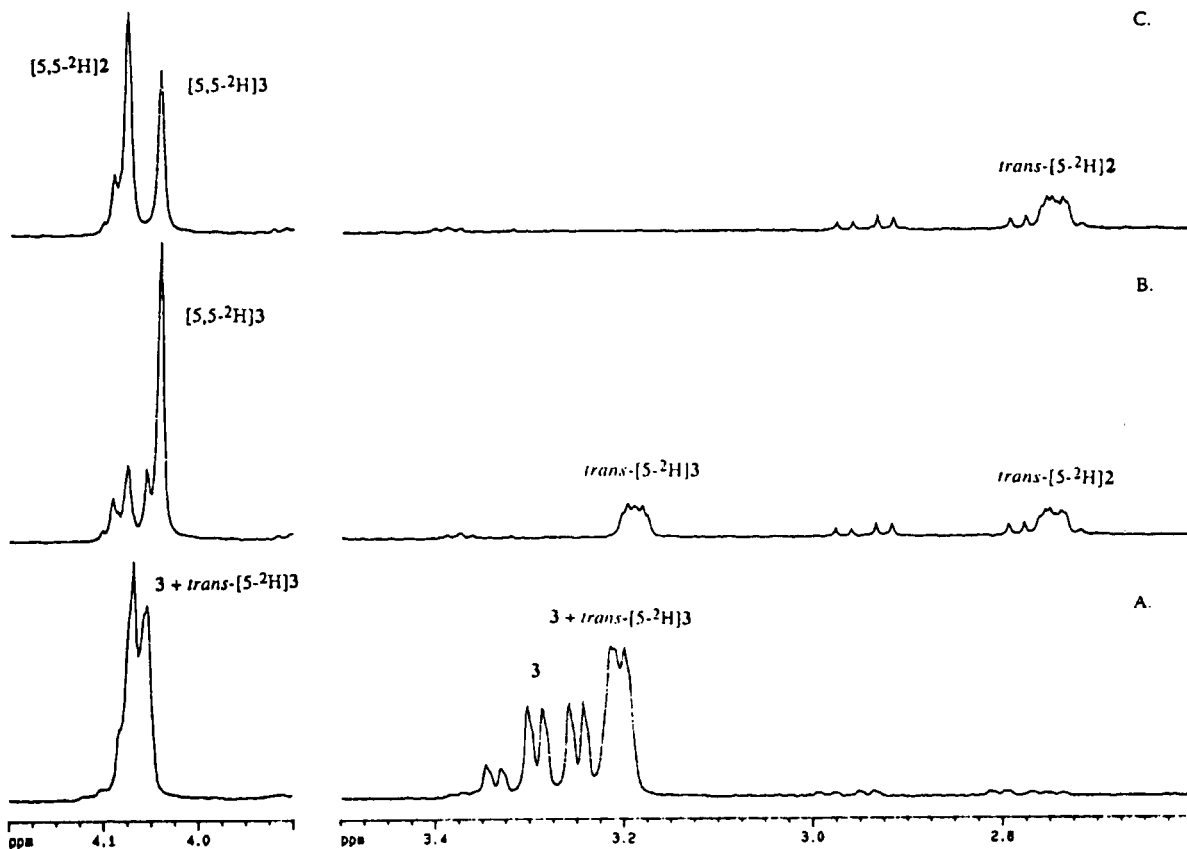 C.
[5,5-²H]2
[5,5-²H]3
trans-[5-²H]2
B.
[5,5-²H]3
trans-[5-²H]3
trans-[5-²H]2
A.
3 + trans-[5-²H]3
3 + trans-[5-²H]3
3
ppm 4.1 4.0 ppm 3.4 3.2 3.0 2.8